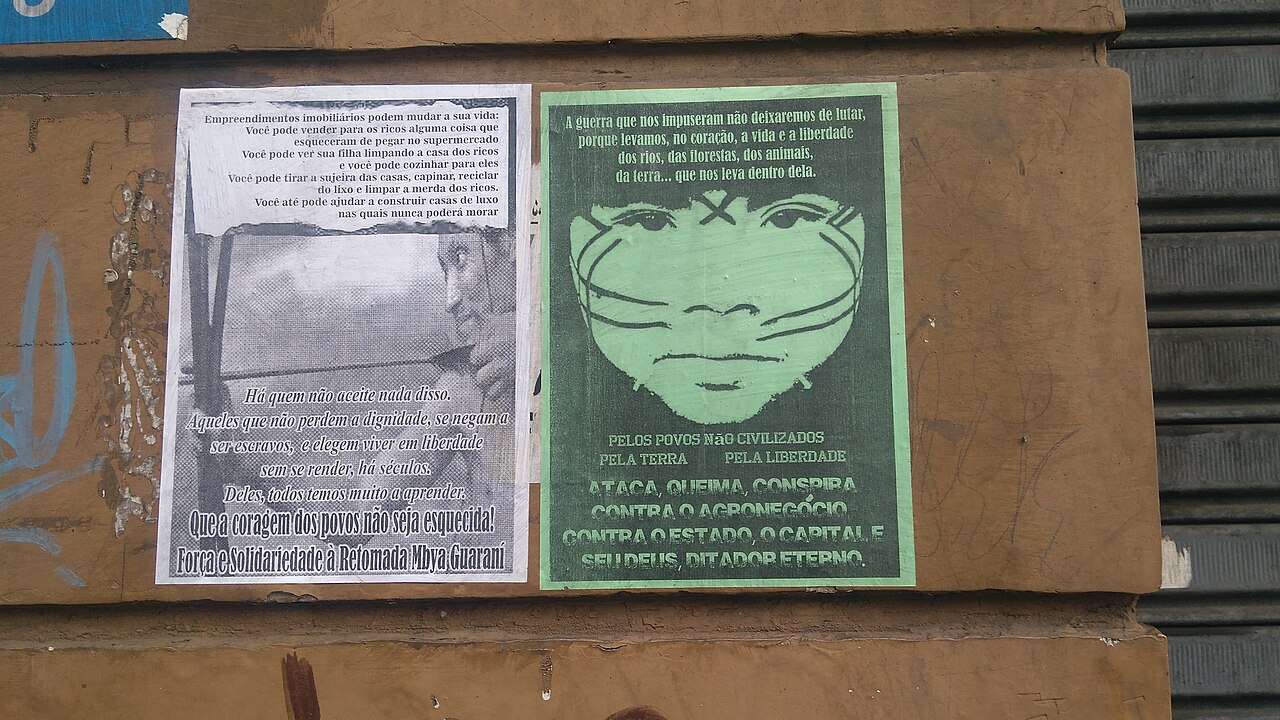 Empreendimentos imobiliários podem mudar a sua vida:
Você pode vender para os ricos alguma coisa que
esqueceram de pegar no supermercado
Você pode ver sua filha limpando a casa dos ricos
e você pode cozinhar para eles
Você pode tirar a sujeira das casas, capinar, reciclar
do lixo e limpar a merda dos ricos.
Você até pode ajudar a construir casas de luxo
nas quais nunca poderá morar
Há quem não aceite nada disso.
Aqueles que não perdem a dignidade, se negam a
ser escravos, e elegem viver em liberdade
sem se render, há séculos.
Deles, todos temos muito a aprender.
Que a coragem dos povos não seja esquecida!
Força e Solidariedade à Retomada Mbya Guaraní
A guerra que nos impuseram não deixaremos de lutar,
porque levamos, no coração, a vida e a liberdade
dos rios, das florestas, dos animais,
da terra... que nos leva dentro dela.
PELOS POVOS Não CIVILIZADOS
PELA TERRA PELA LIBERDADE
ATACA, QUEIMA, CONSPIRA
CONTRA O AGRONEGÓCIO
CONTRA O ESTADO, O CAPITAL E
SEU DEUS, DITADOR ETERNO.